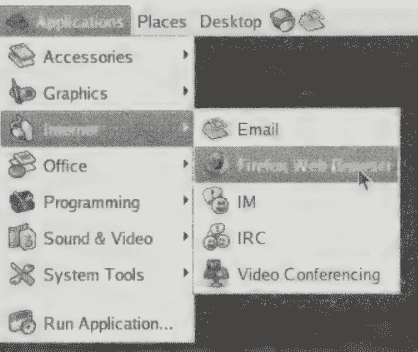 Applications Places Desktop
Accessories
Graphics
Internet
Office
Programming
Sound & Video
System Tools
Run Application...
Email
Firefox Web Browser
IM
IRC
Video Conferencing